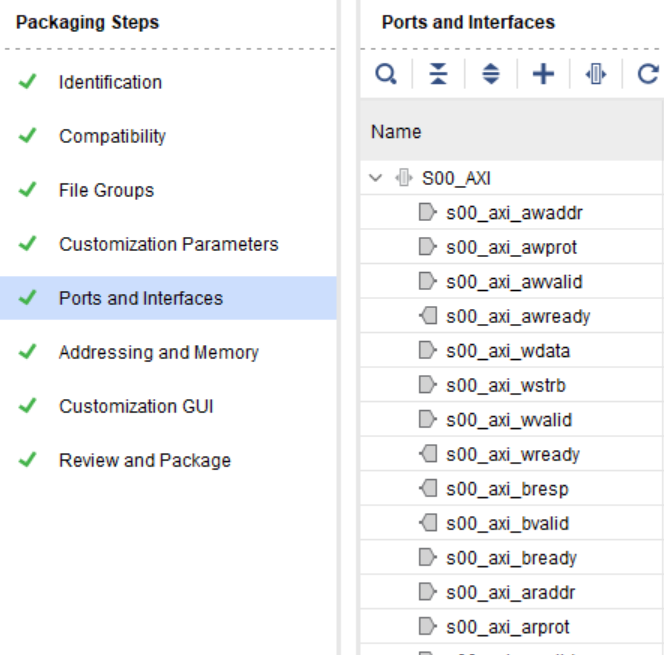 Packaging Steps
Identification
Compatibility
File Groups
Customization Parameters
Ports and Interfaces
Addressing and Memory
Customization GUI
Review and Package
Ports and Interfaces
Name
S00_AXI
s00_axi_awaddr
s00_axi_awprot
s00_axi_awvalid
s00_axi_awready
s00_axi_wdata
s00_axi_wstrb
s00_axi_wvalid
s00_axi_wready
s00_axi_bresp
s00_axi_bvalid
s00_axi_bready
s00_axi_araddr
s00_axi_arprot